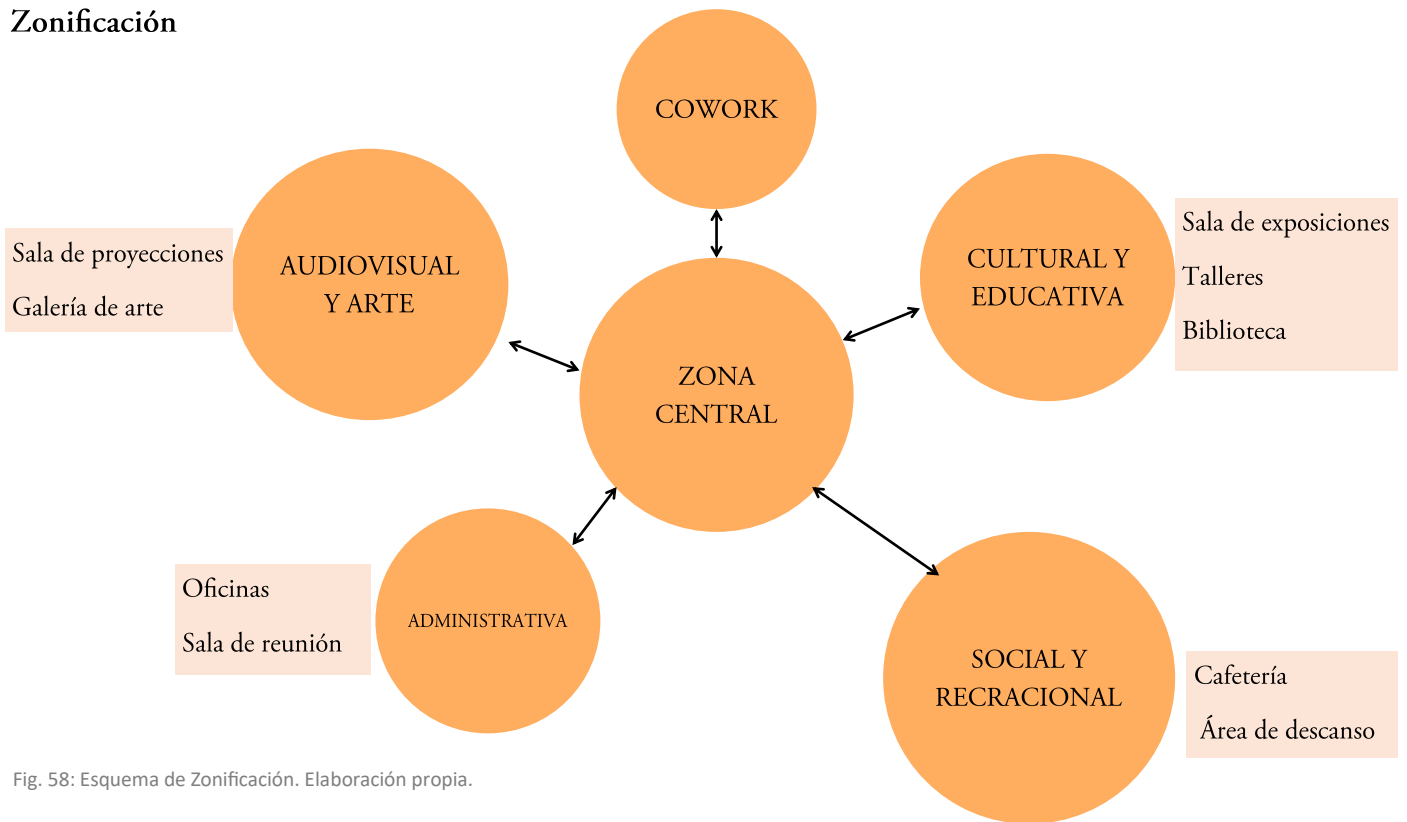 Zonificación
COWORK
AUDIOVISUAL
Y ARTE
Sala de proyecciones
Galería de arte
CULTURAL Y
EDUCATIVA
Sala de exposiciones
Talleres
Biblioteca
ZONA
CENTRAL
ADMINISTRATIVA
Oficinas
Sala de reunión
SOCIAL Y
RECRACIONAL
Cafetería
Área de descanso
Fig. 58: Esquema de Zonificación. Elaboración propia.